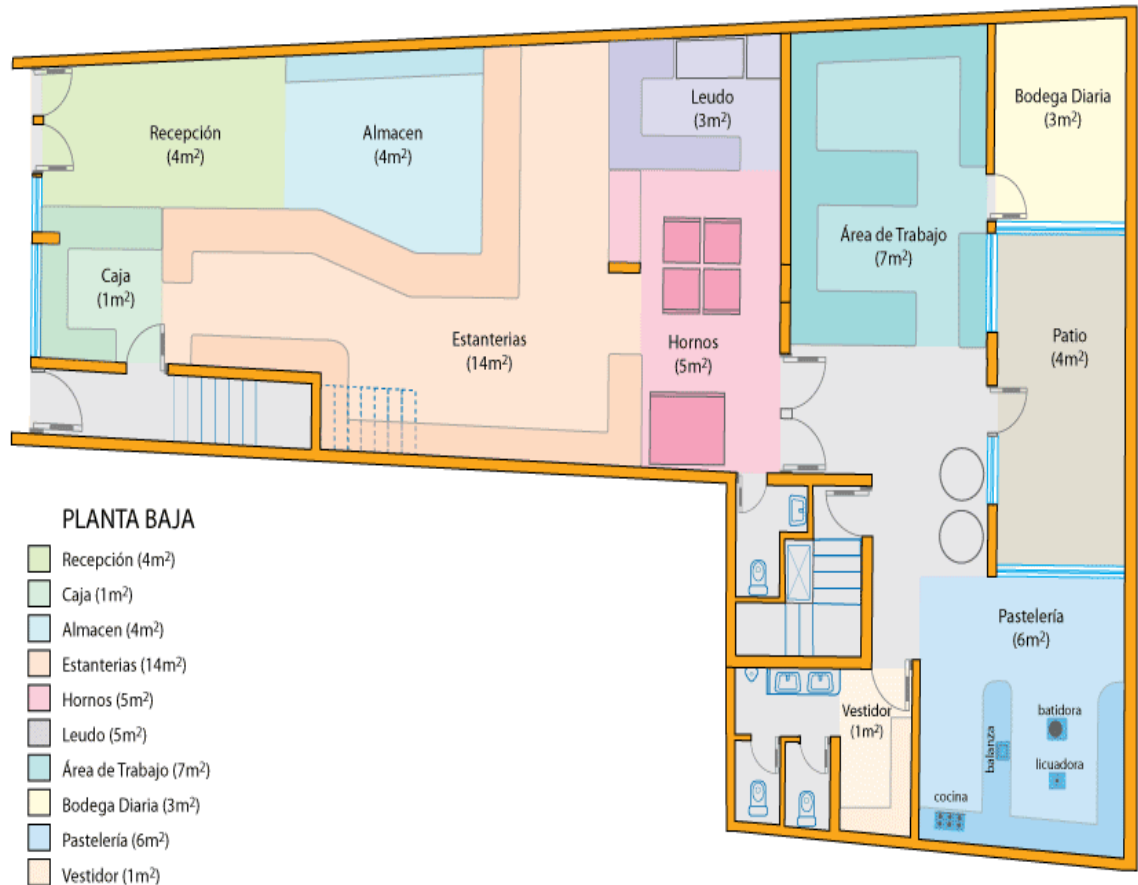 Recepción
(4m²)
Almacen
(4m²)
Leudo
(3m²)
Bodega Diaria
(3m²)
Caja
(1m²)
Área de Trabajo
(7m²)
Estanterias
(14m²)
Hornos
(5m²)
Patio
(4m²)
Pastelería
(6m²)
Vestidor
(1m²)
batidora
balanza
licuadora
cocina
PLANTA BAJA
Recepción (4m²)
Caja (1m²)
Almacen (4m²)
Estanterias (14m²)
Hornos (5m²)
Leudo (5m²)
Área de Trabajo (7m²)
Bodega Diaria (3m²)
Pastelería (6m²)
Vestidor (1m²)